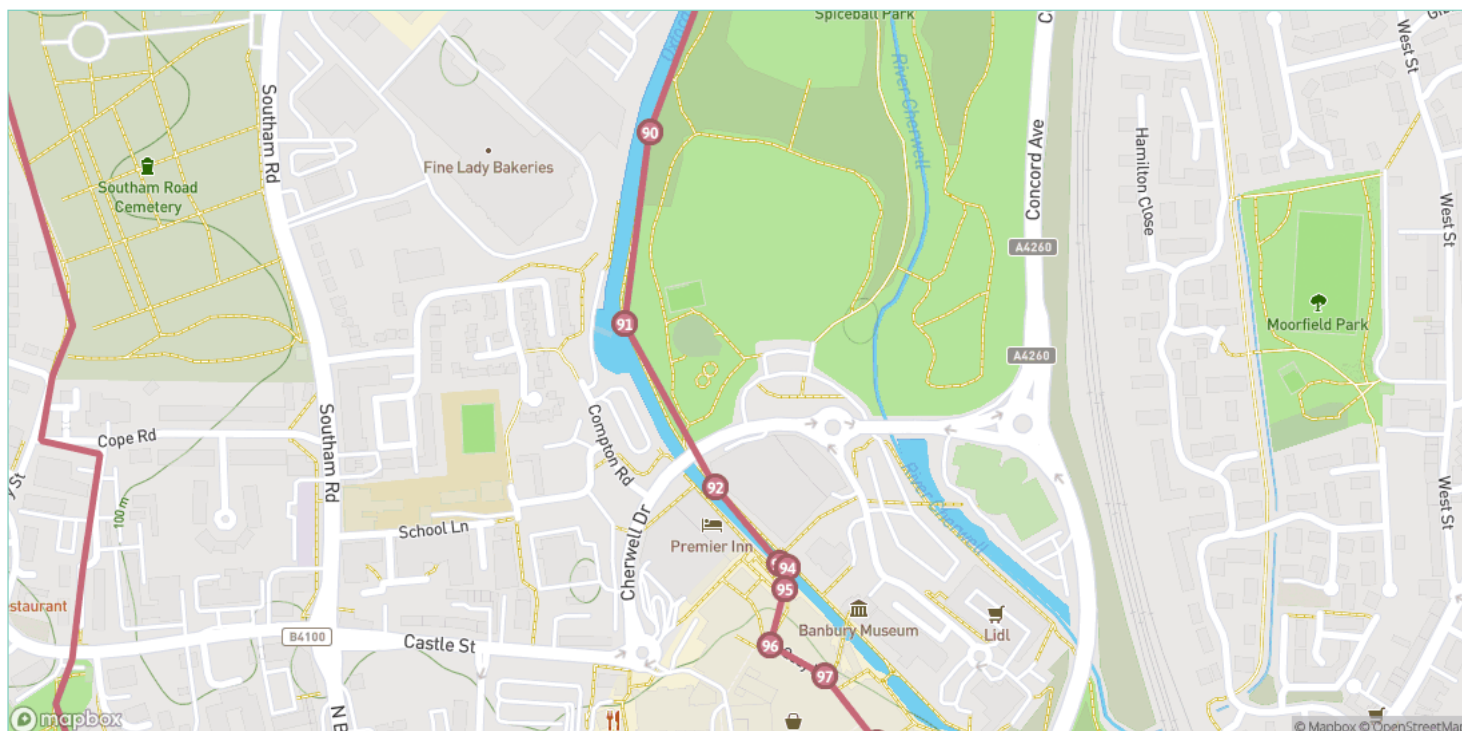 Spiceball Park
West St
River Cherwell
Southam Rd
90
Concord Ave
Hamilton Close
Fine Lady Bakeries
Southam Road
Cemetery
West St
A4260
91
Moorfield Park
A4260
Cope Rd
Southam Rd
Compton Rd
92
100 m
River Cherwell
West St
School Ln
Cherwell Dr
Premier Inn
94
95
Banbury Museum
Lidl
B4100
Castle St
96
97
mapbox
© Mapbox © OpenStreetMap